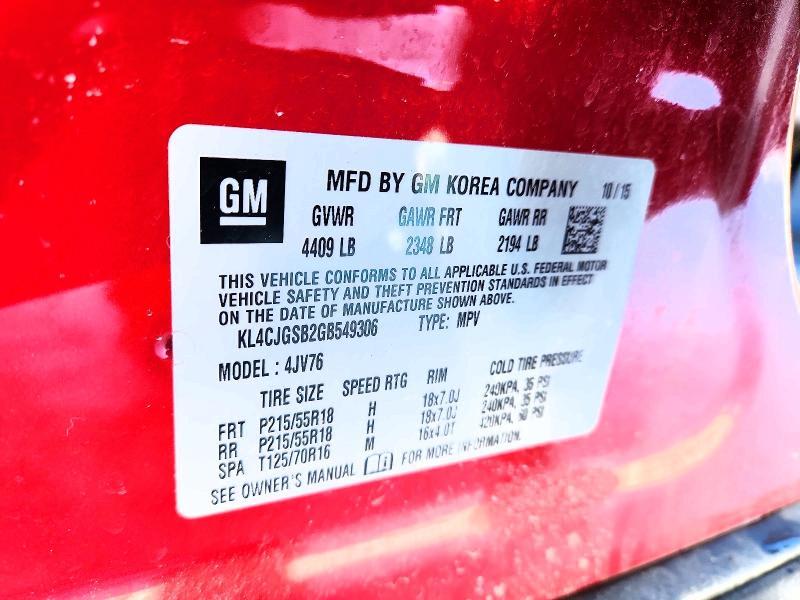 GM
MFD BY GM KOREA COMPANY 10/15
GVWR GAWR FRT GAWR RR
4409 LB 2348 LB 2194 LB
THIS VEHICLE CONFORMS TO ALL APPLICABLE U.S. FEDERAL MOTOR
VEHICLE SAFETY AND THEFT PREVENTION STANDARDS IN EFFECT
ON THE DATE OF MANUFACTURE SHOWN ABOVE.
KL4CJGSB2GB549306 TYPE: MPV
MODEL : 4JV76
TIRE SIZE SPEED RTG RIM COLD TIRE PRESSURE
FRT P215/55R18 H 18x7.0J 240KPA, 35 PSI
RR P215/55R18 H 18x7.0J 240KPA, 35 PSI
SPA T125/70R16 M 16x4.0T 420KPA, 60 PSI
SEE OWNER'S MANUAL FOR MORE INFORMATION.